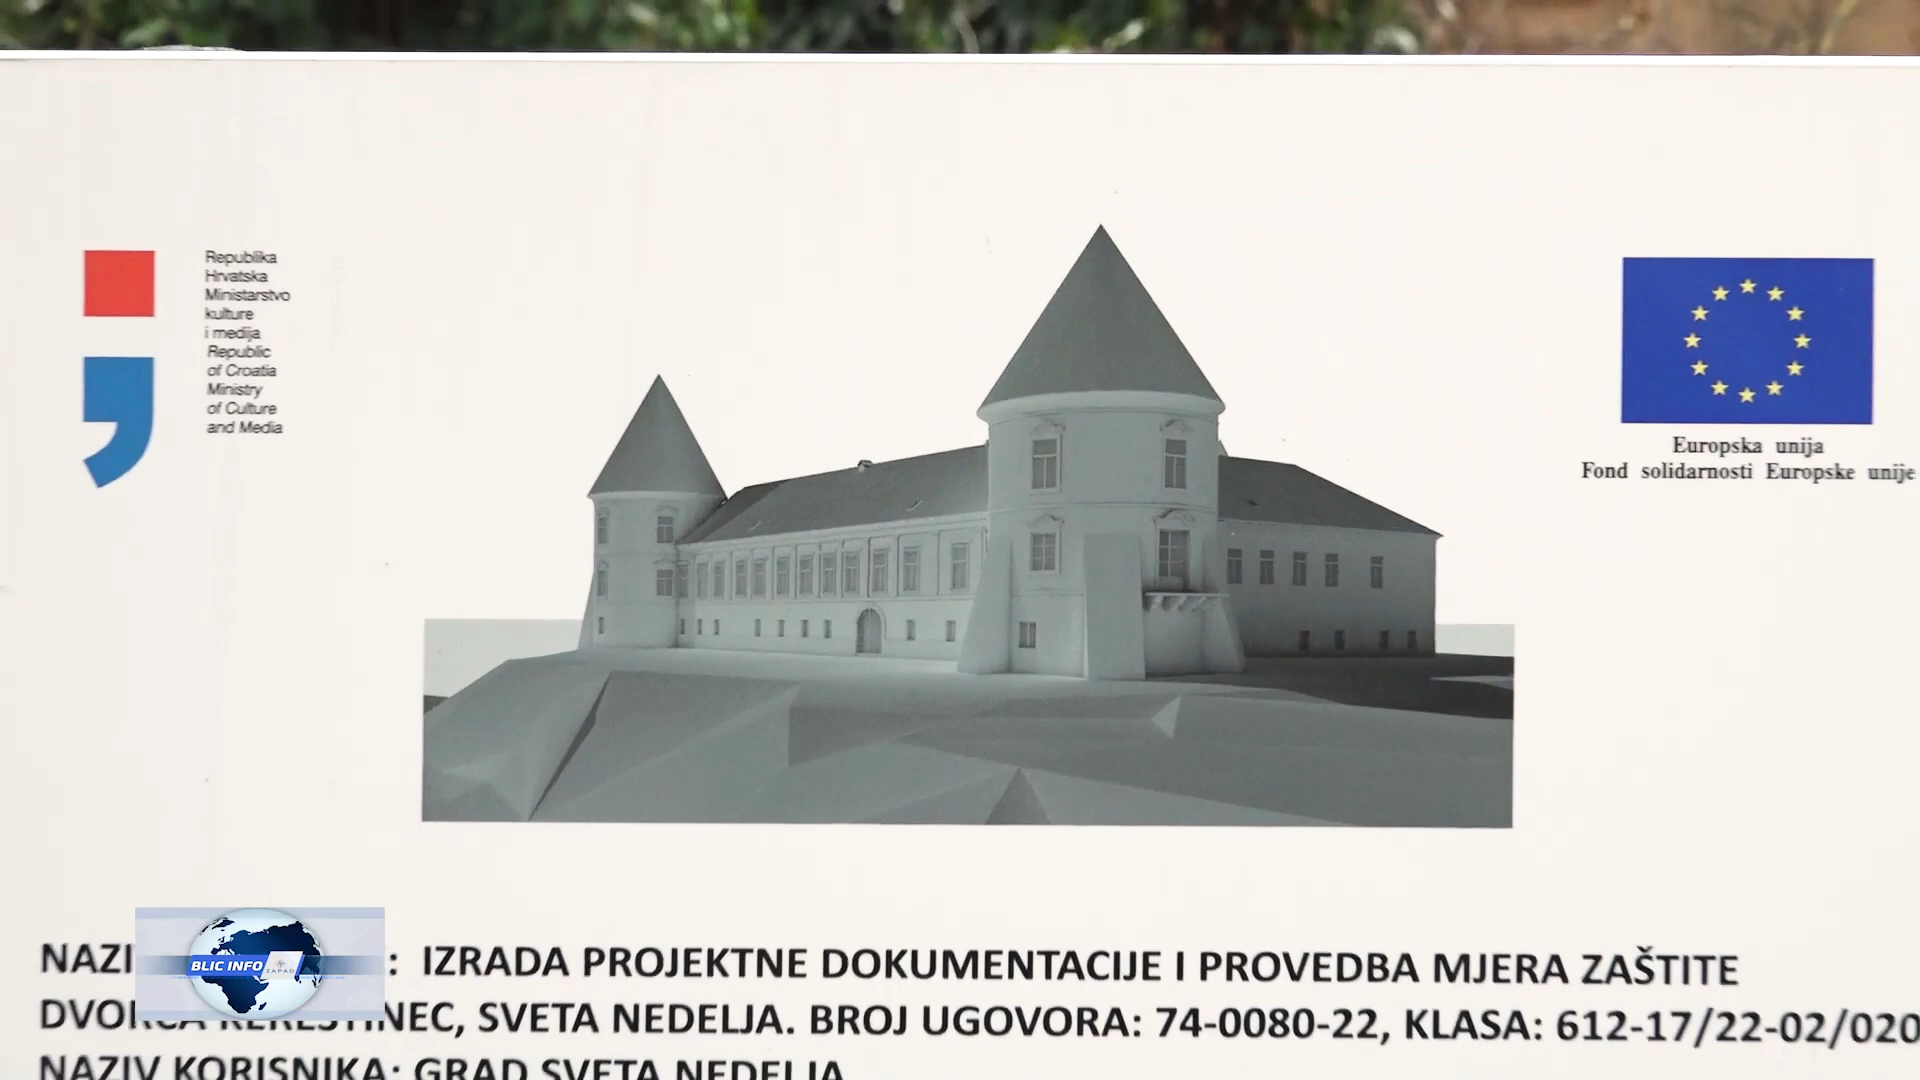 Republika
Hrvatska
Ministarstvo
kulture
i medija
Republic
of Croatia
Ministry
of Culture
and Media
Europska unija
Fond solidarnosti Europske unije
: IZRADA PROJEKTNE DOKUMENTACIJE I PROVEDBA MJERA ZAŠTITE
DVORCA KERESTINEC, SVETA NEDELJA. BROJ UGOVORA: 74-0080-22, KLASA: 612-17/22-02/020
NAZIV KORISNIKA: GRAD SVETA NEDELJA
BLIC INFO
ZAPAD